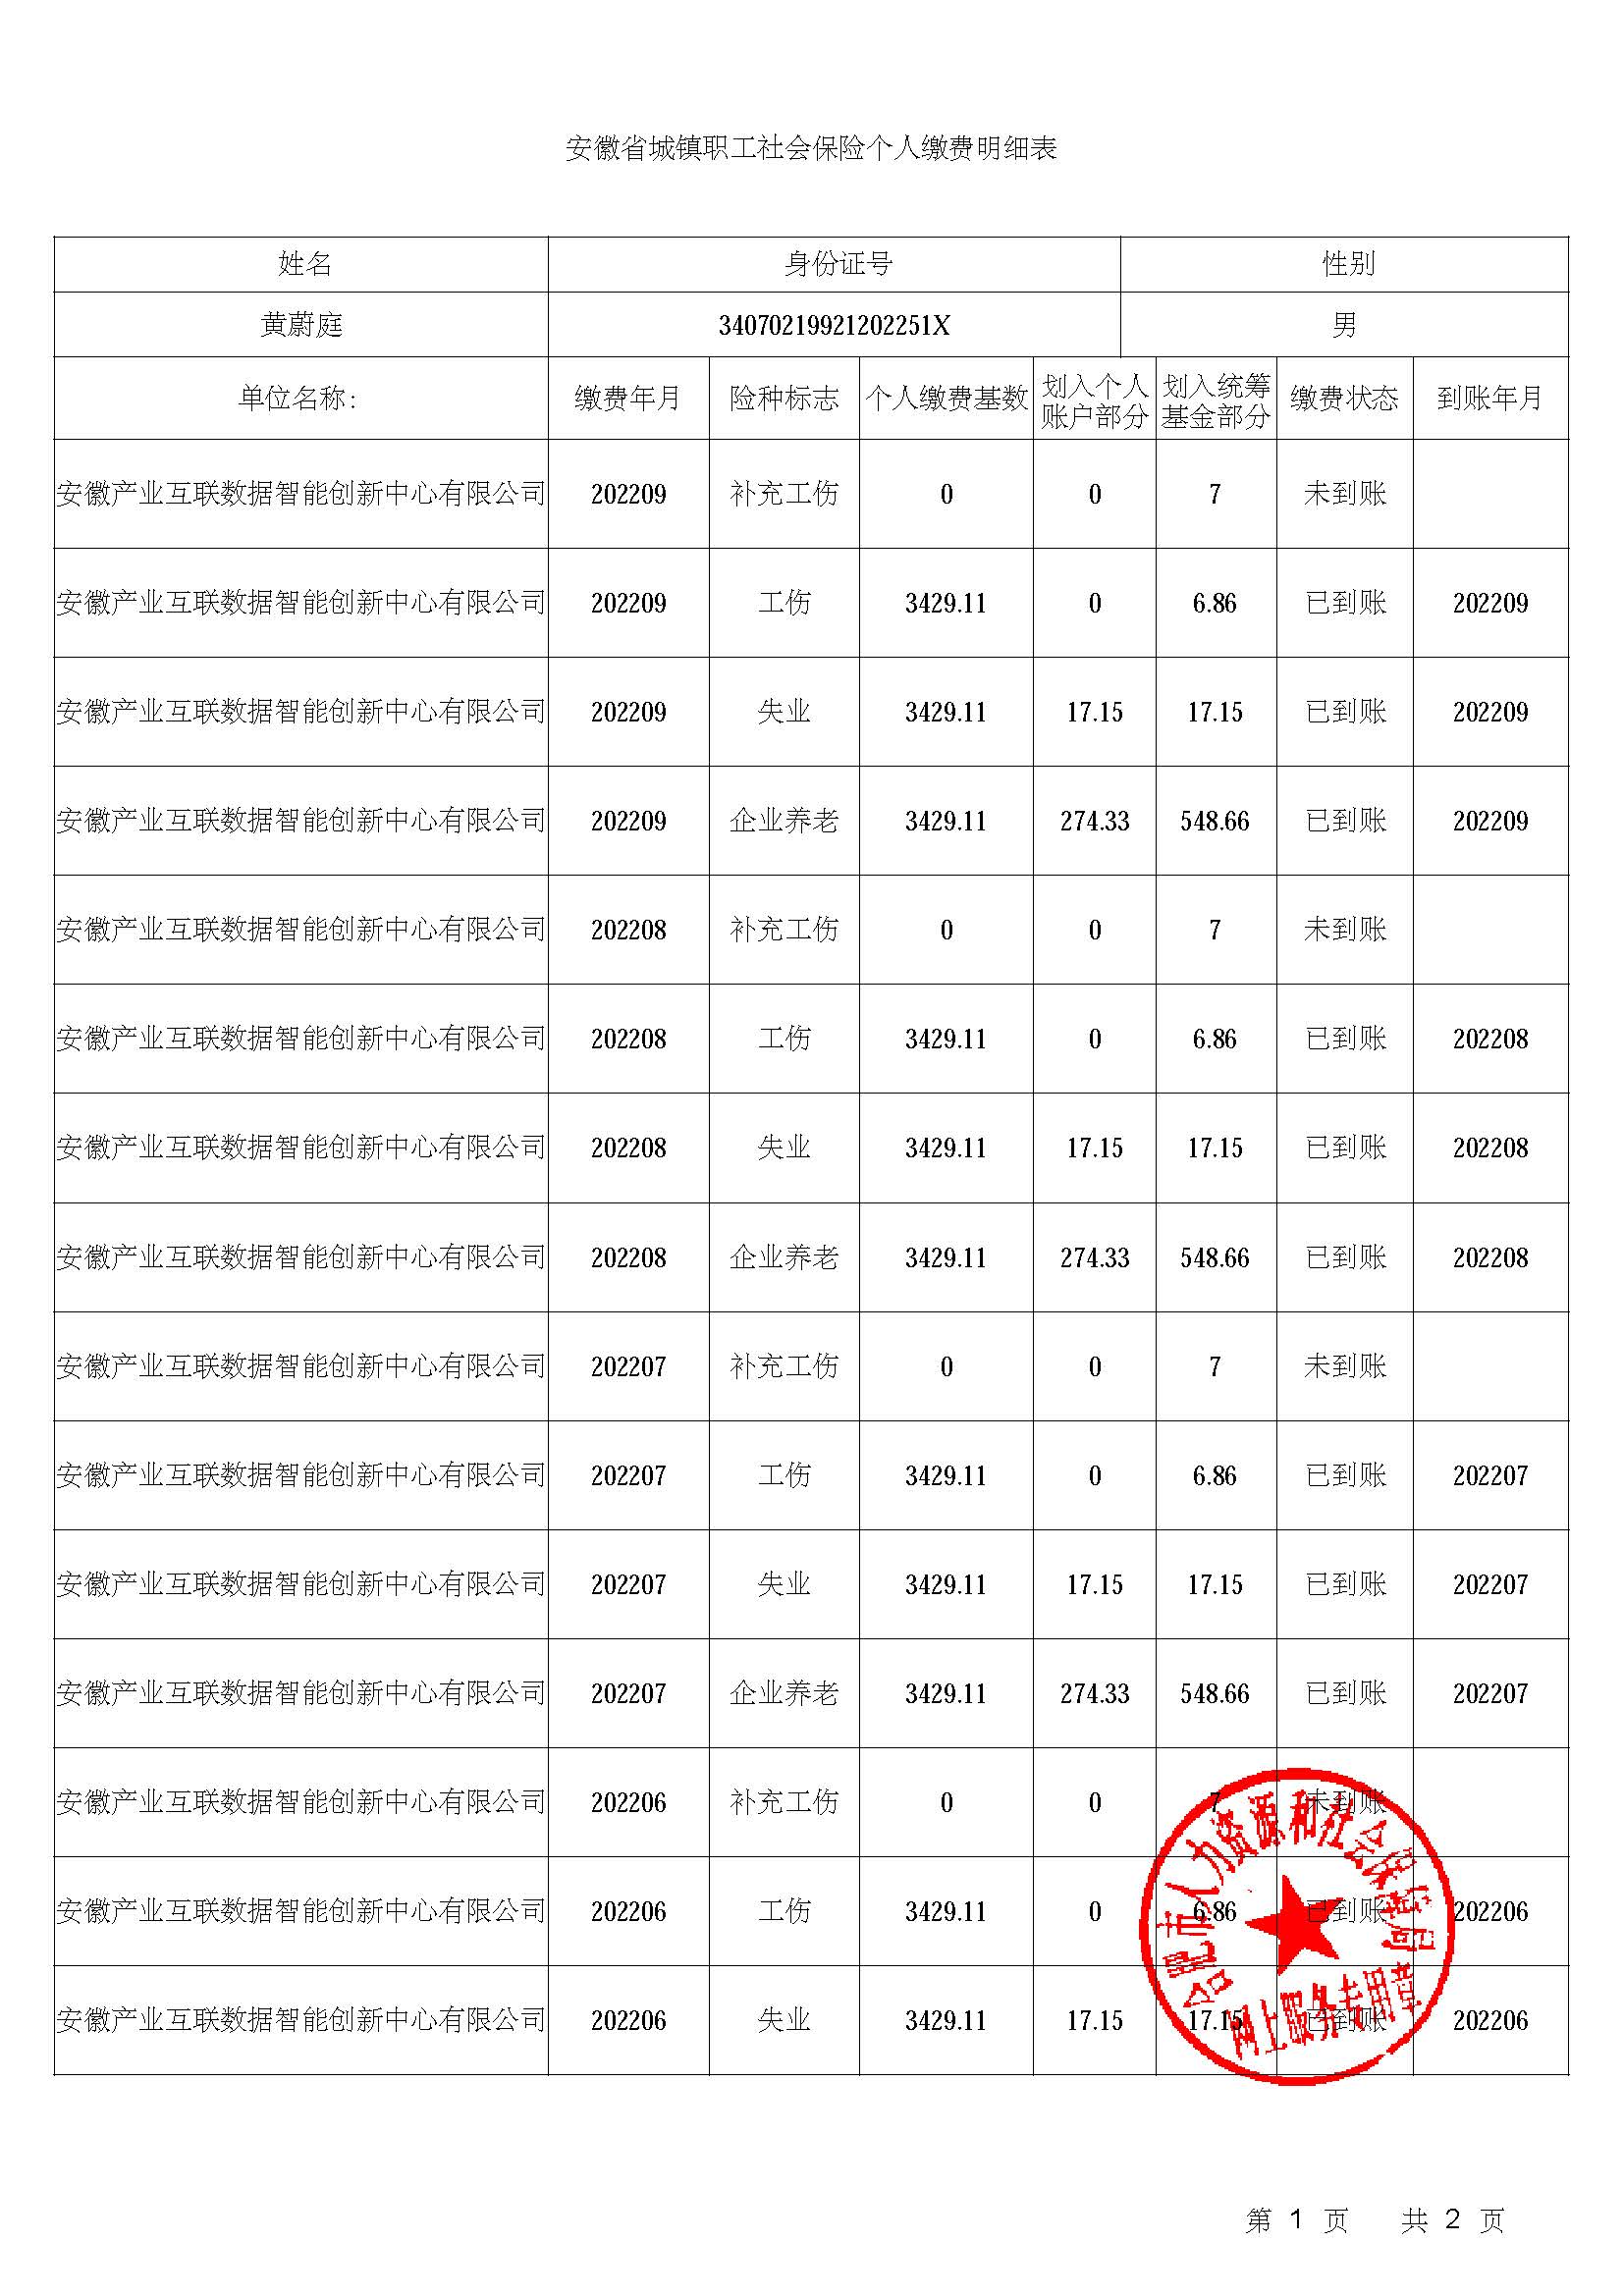 安徽省城镇职工社会保险个人缴费明细表
姓名 身份证号 性别
黄蔚庭 34070219921202251X 男
单位名称： 缴费年月 险种标志 个人缴费基数 划入个人账户部分 划入统筹基金部分 缴费状态 到账年月
安徽产业互联数据智能创新中心有限公司 202209 补充工伤 0 0 7 未到账
安徽产业互联数据智能创新中心有限公司 202209 工伤 3429.11 0 6.86 已到账 202209
安徽产业互联数据智能创新中心有限公司 202209 失业 3429.11 17.15 17.15 已到账 202209
安徽产业互联数据智能创新中心有限公司 202209 企业养老 3429.11 274.33 548.66 已到账 202209
安徽产业互联数据智能创新中心有限公司 202208 补充工伤 0 0 7 未到账
安徽产业互联数据智能创新中心有限公司 202208 工伤 3429.11 0 6.86 已到账 202208
安徽产业互联数据智能创新中心有限公司 202208 失业 3429.11 17.15 17.15 已到账 202208
安徽产业互联数据智能创新中心有限公司 202208 企业养老 3429.11 274.33 548.66 已到账 202208
安徽产业互联数据智能创新中心有限公司 202207 补充工伤 0 0 7 未到账
安徽产业互联数据智能创新中心有限公司 202207 工伤 3429.11 0 6.86 已到账 202207
安徽产业互联数据智能创新中心有限公司 202207 失业 3429.11 17.15 17.15 已到账 202207
安徽产业互联数据智能创新中心有限公司 202207 企业养老 3429.11 274.33 548.66 已到账 202207
安徽产业互联数据智能创新中心有限公司 202206 补充工伤 0 0 7 未到账
安徽产业互联数据智能创新中心有限公司 202206 工伤 3429.11 0 6.86 已到账 202206
安徽产业互联数据智能创新中心有限公司 202206 失业 3429.11 17.15 17.15 已到账 202206
合肥市人力资源和社会保障局
网上服务专用章
第 1 页 共 2 页